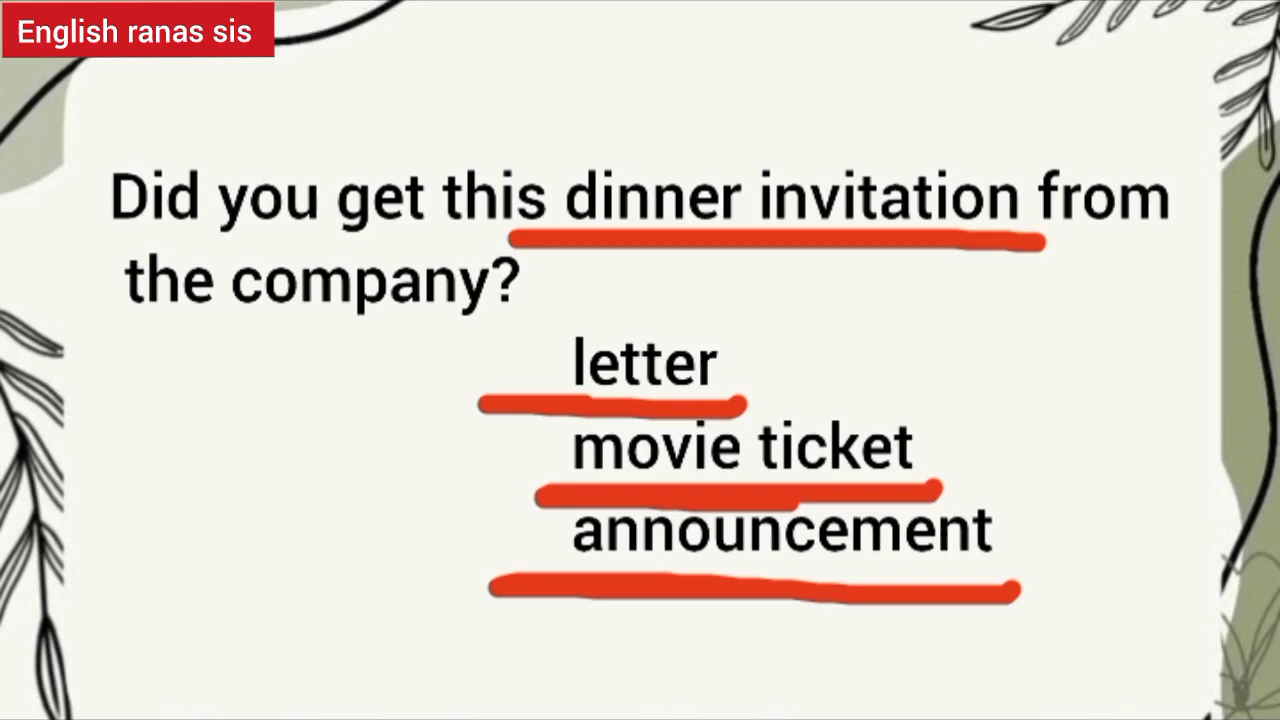 English ranas sis
Did you get this dinner invitation from
the company?
letter
movie ticket
announcement